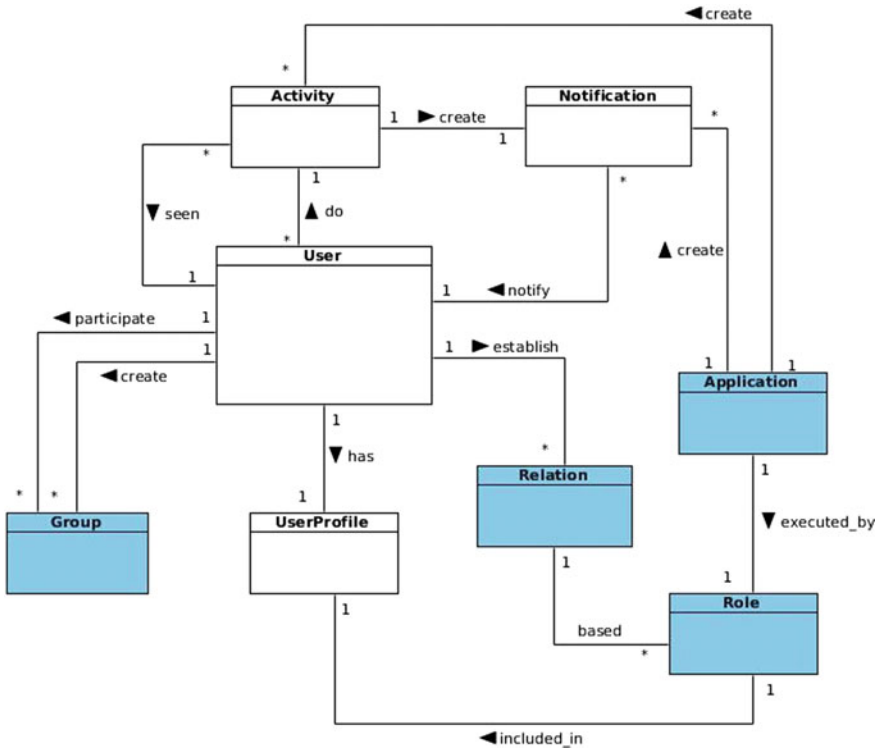 ◄ create
*
Activity
Notification
1
► create
1
*
*
▼ seen
1
▲ do
*
*
User
▲ create
1
1
◄ notify
◄ participate
1
1
► establish
1
◄ create
1
1
Application
1
▼ has
*
1
*
*
1
Relation
Group
UserProfile
▼ executed_by
1
1
1
Role
based
*
1
◄ included_in